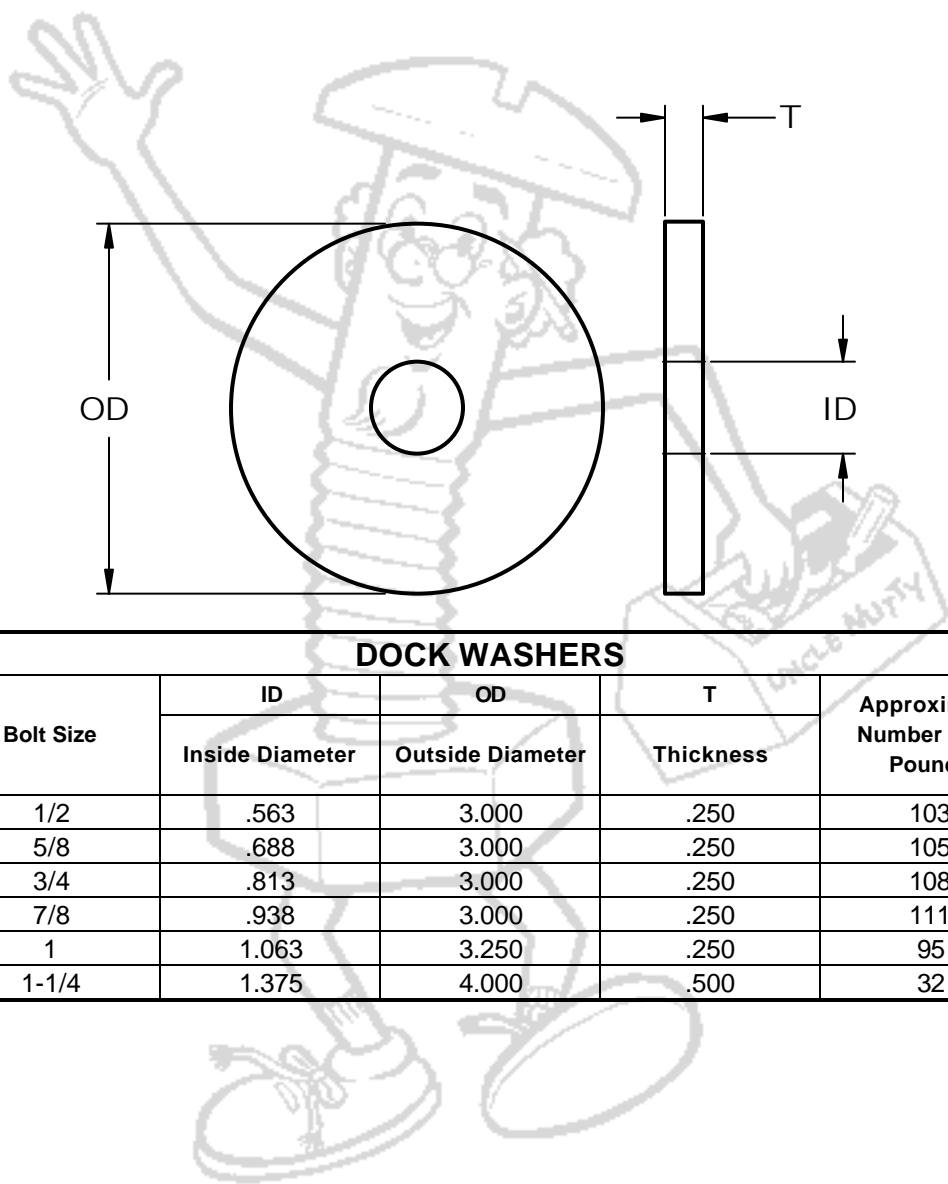 T
OD
ID
UNCLE NUTTY
DOCK WASHERS
Bolt Size
ID
OD
T
Inside Diameter
Outside Diameter
Thickness
Number
1/2 .563 3.000 .250 103
5/8 .688 3.000 .250 105
3/4 .813 3.000 .250 108
7/8 .938 3.000 .250 111
1 1.063 3.250 .250 95
1-1/4 1.375 4.000 .500 32